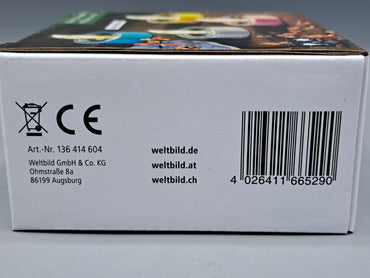 CE
Art.-Nr. 136 414 604
Weltbild GmbH & Co. KG
Ohmstraße 8a
86199 Augsburg
weltbild.de
weltbild.at
weltbild.ch
4 026411 665290